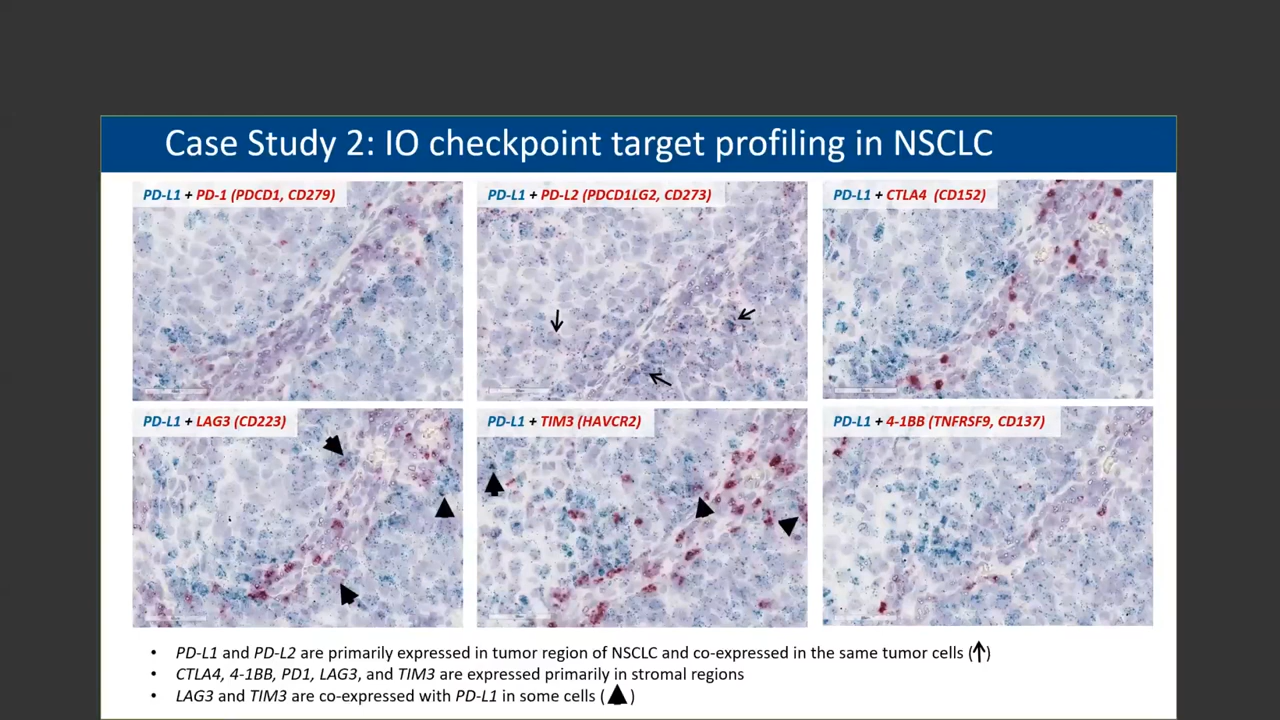 Case Study 2: IO checkpoint target profiling in NSCLC
PD-L1 + PD-1 (PDCD1, CD279)
PD-L1 + PD-L2 (PDCD1LG2, CD273)
PD-L1 + CTLA4 (CD152)
PD-L1 + LAG3 (CD223)
PD-L1 + TIM3 (HAVCR2)
PD-L1 + 4-1BB (TNFRSF9, CD137)
• PD-L1 and PD-L2 are primarily expressed in tumor region of NSCLC and co-expressed in the same tumor cells (↑)
• CTLA4, 4-1BB, PD1, LAG3, and TIM3 are expressed primarily in stromal regions
• LAG3 and TIM3 are co-expressed with PD-L1 in some cells (▲)